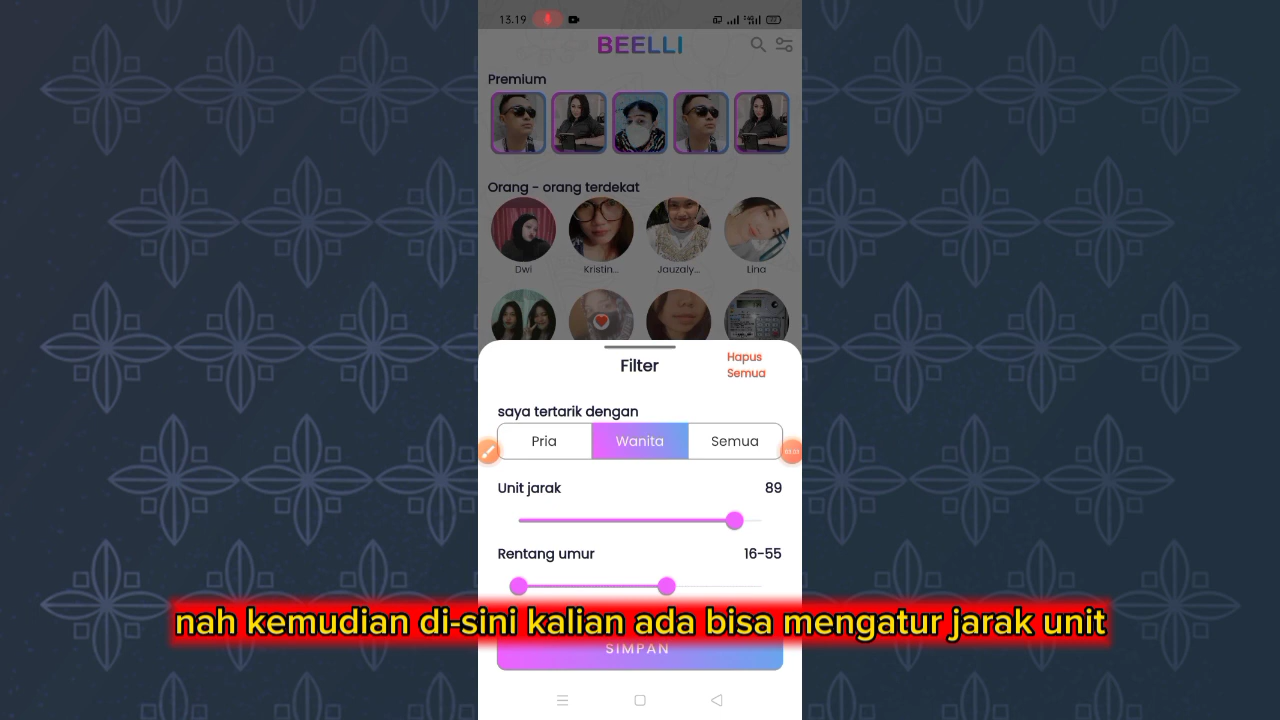 13.19
BEELLI
Premium
Orang - orang terdekat
Dwi
Kristin...
Jauzaly...
Lina
Filter
Hapus
Semua
saya tertarik dengan
Pria
Wanita
Semua
Unit jarak
89
Rentang umur
16-55
nah kemudian di-sini kalian ada bisa mengatur jarak unit
SIMPAN